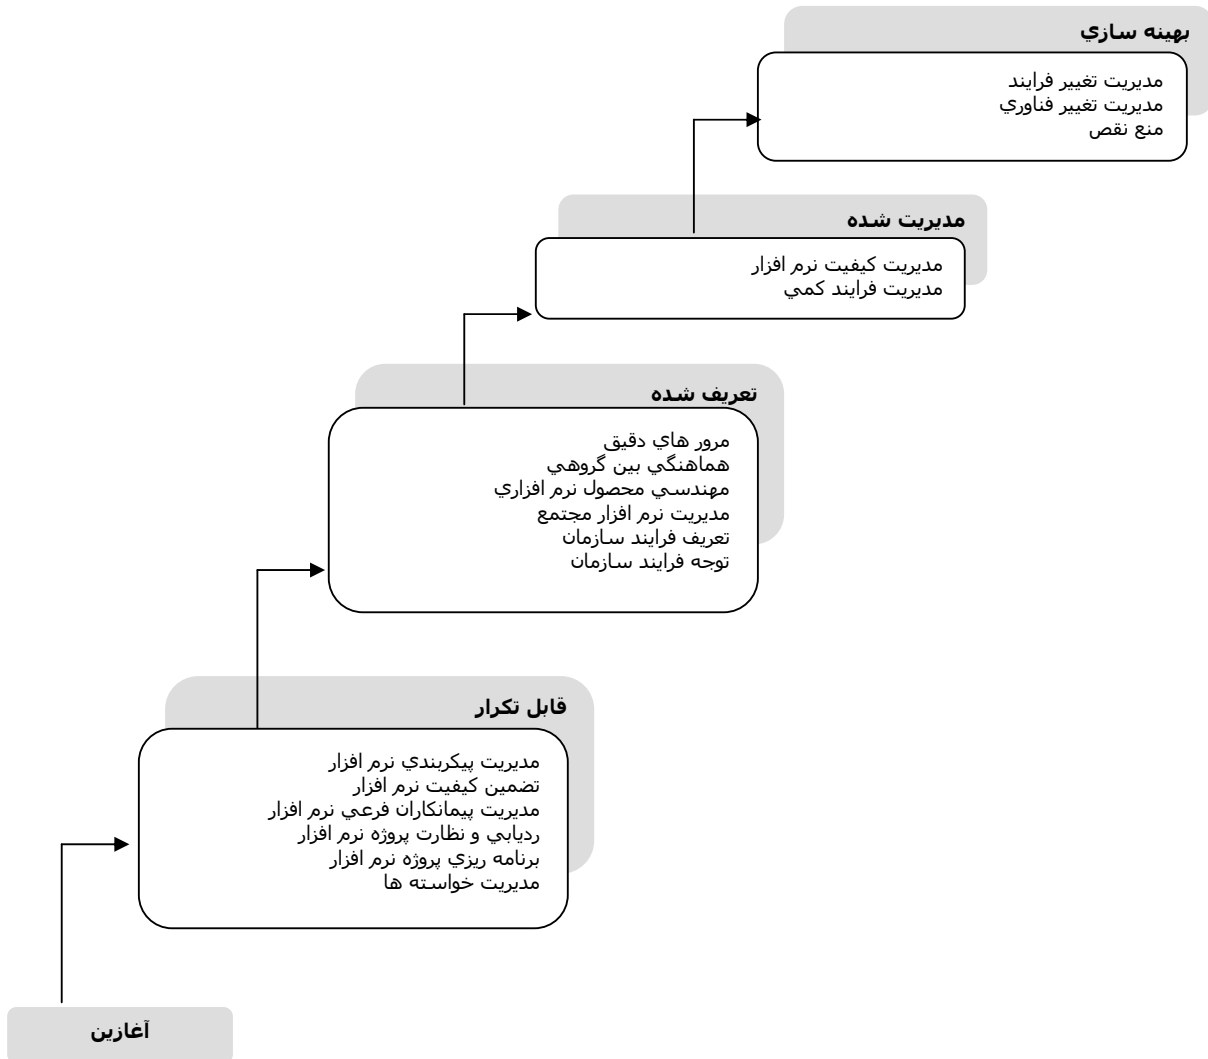 بهينه سازي
مديريت تغيير فرايند
مديريت تغيير فناوري
منع نقص
مديريت شده
مديريت كيفيت نرم افزار
مديريت فرايند كمي
تعريف شده
مرور هاي دقيق
هماهنگي بين گروهي
مهندسي محصول نرم افزاري
مديريت نرم افزار مجتمع
تعريف فرايند سازمان
توجه فرايند سازمان
قابل تكرار
مديريت پيكربندي نرم افزار
تضمين كيفيت نرم افزار
مديريت پيمانكاران فرعي نرم افزار
رديابي و نظارت پروژه نرم افزار
برنامه ريزي پروژه نرم افزار
مديريت خواسته ها
آغازين